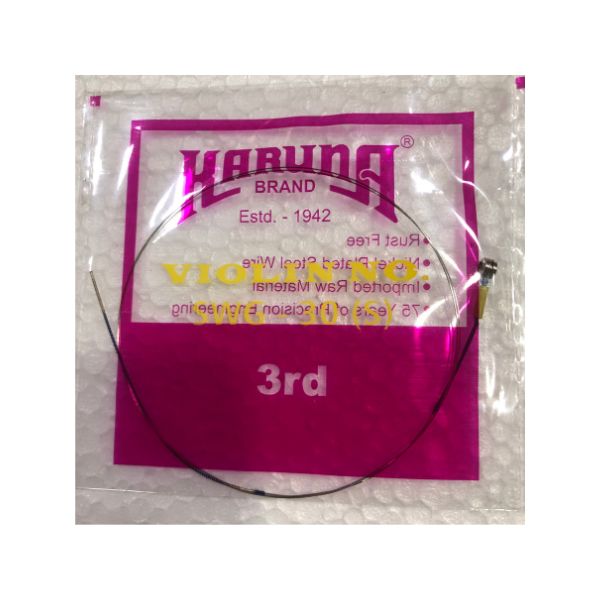 KARUNA®
BRAND
Estd. - 1942
•Rust Free
•Nickel Plated Steel Wire
•Imported Raw Material
•75 Years of Precision Engineering
VIOLIN NO.
SWG - 30 (S)
3rd